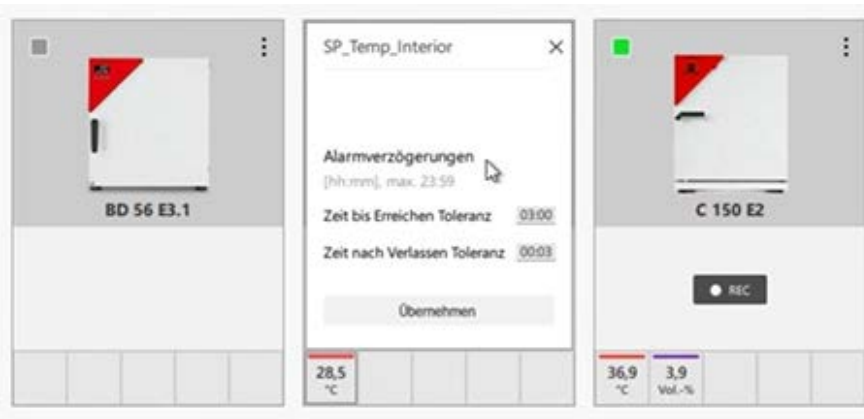 BD 56 E3.1
SP_Temp_Interior
Alarmverzögerungen
[hh:mm], max. 23:59
Zeit bis Erreichen Toleranz 03:00
Zeit nach Verlassen Toleranz 00:03
Übernehmen
28,5
°C
C 150 E2
REC
36,9 3,9
°C Vol.-%